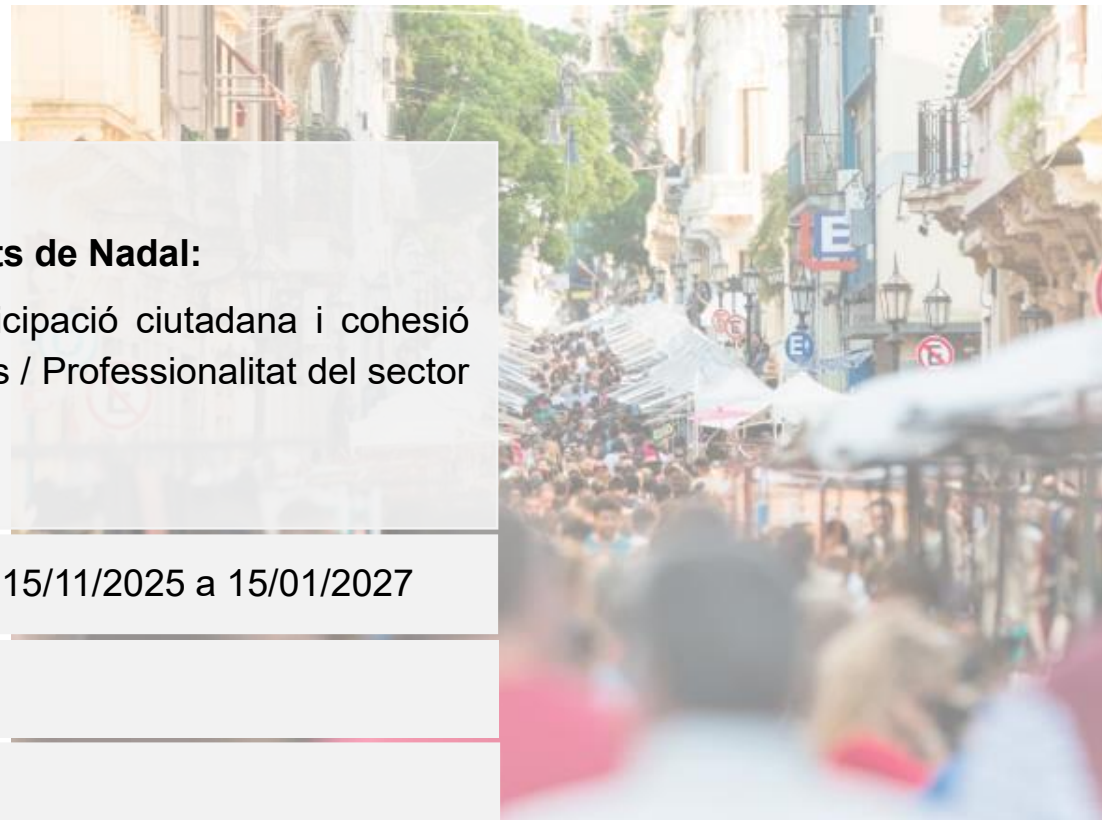 ts de Nadal:
icipació ciutadana i cohesió
s / Professionalitat del sector
15/11/2025 a 15/01/2027
E
E